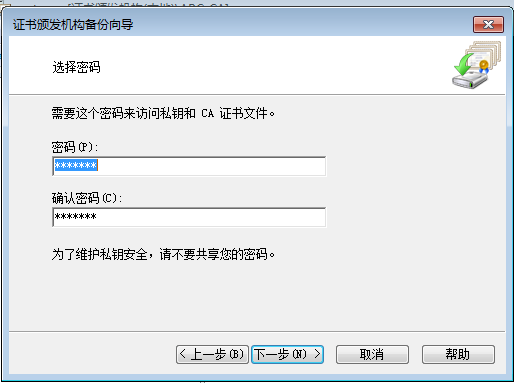 证书颁发机构备份向导
选择密码
需要这个密码来访问私钥和 CA 证书文件。
密码(P):
*******
确认密码(C):
*******
为了维护私钥安全，请不要共享您的密码。
< 上一步(B) 下一步(N) > 取消 帮助